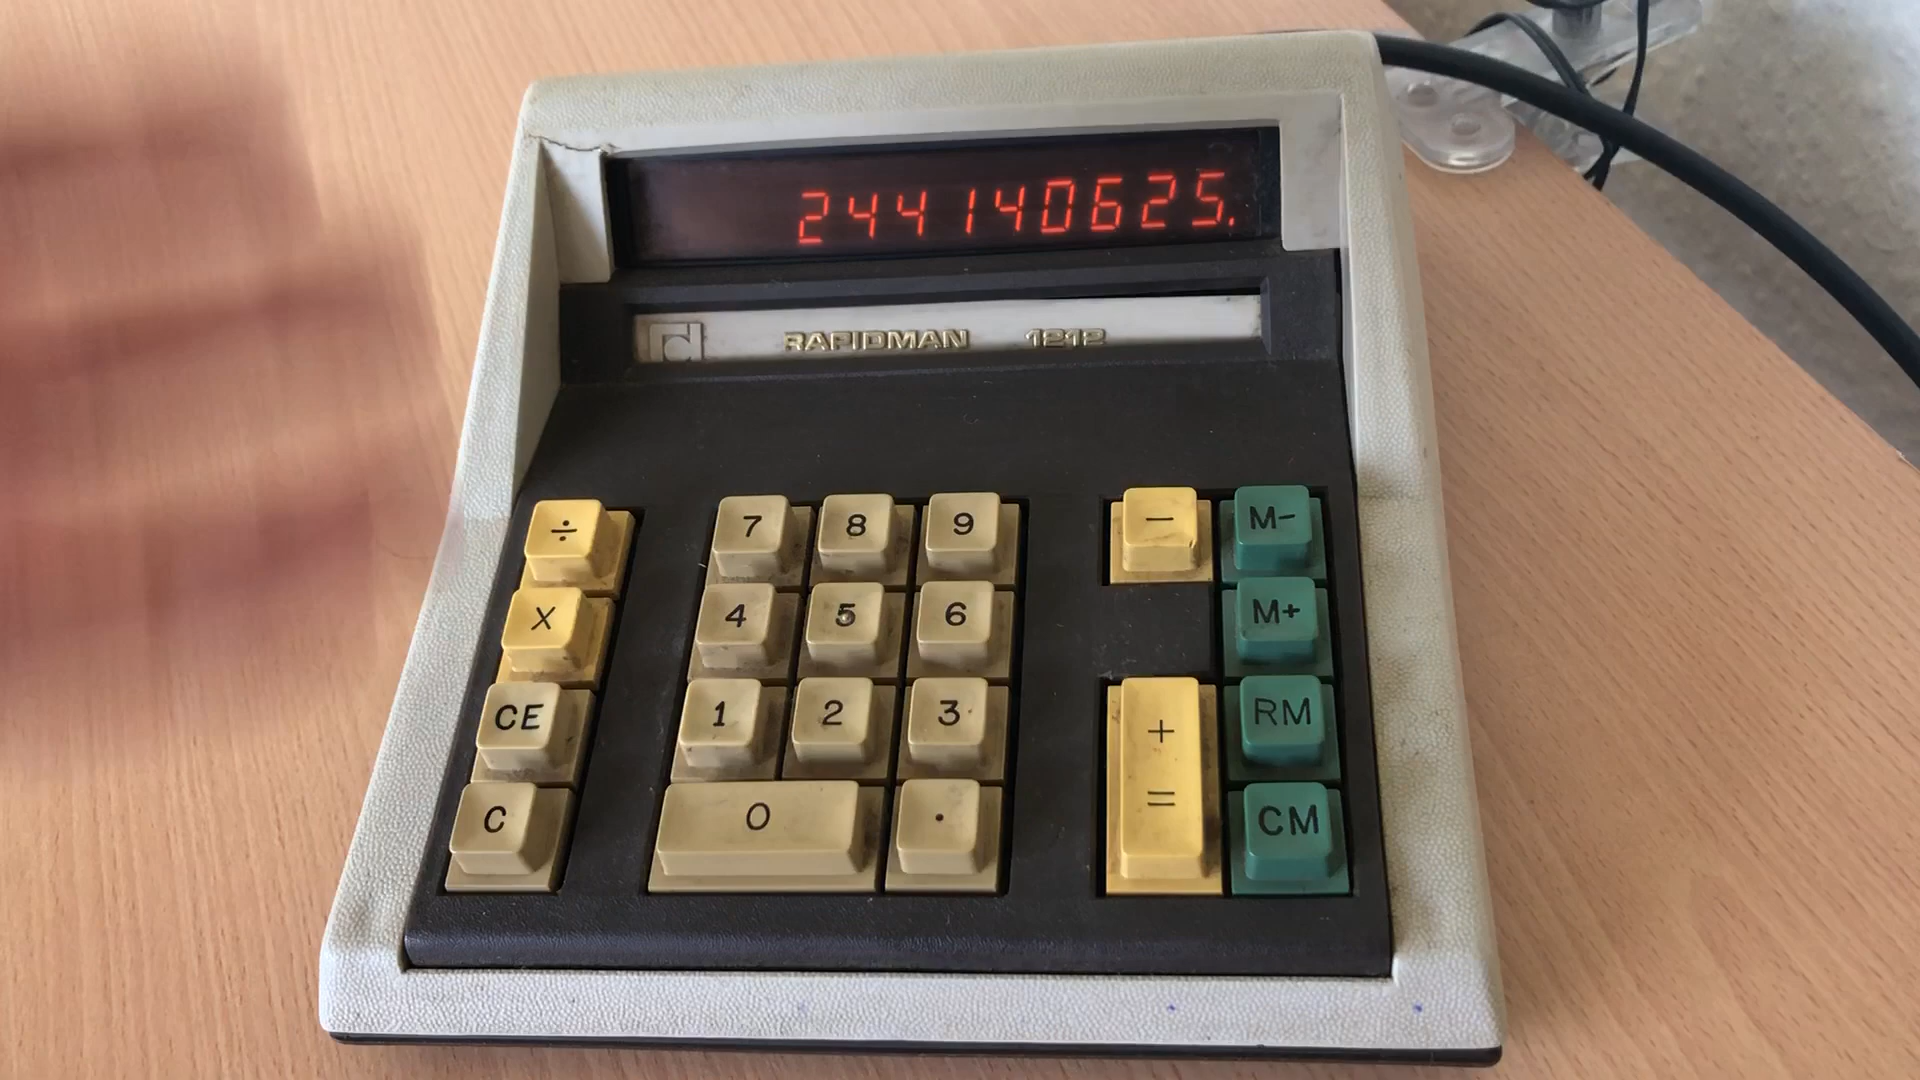 244140625.
RAPIDMAN 1212
÷ 7 8 9 − M−
X 4 5 6 M+
CE 1 2 3 + RM
C 0 . = CM